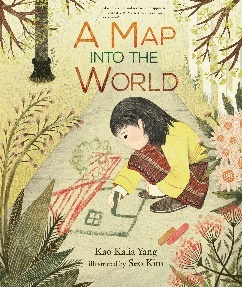 A MAP
INTO THE
WORLD
Kao Kalia Yang
illustrated by Seo Kim